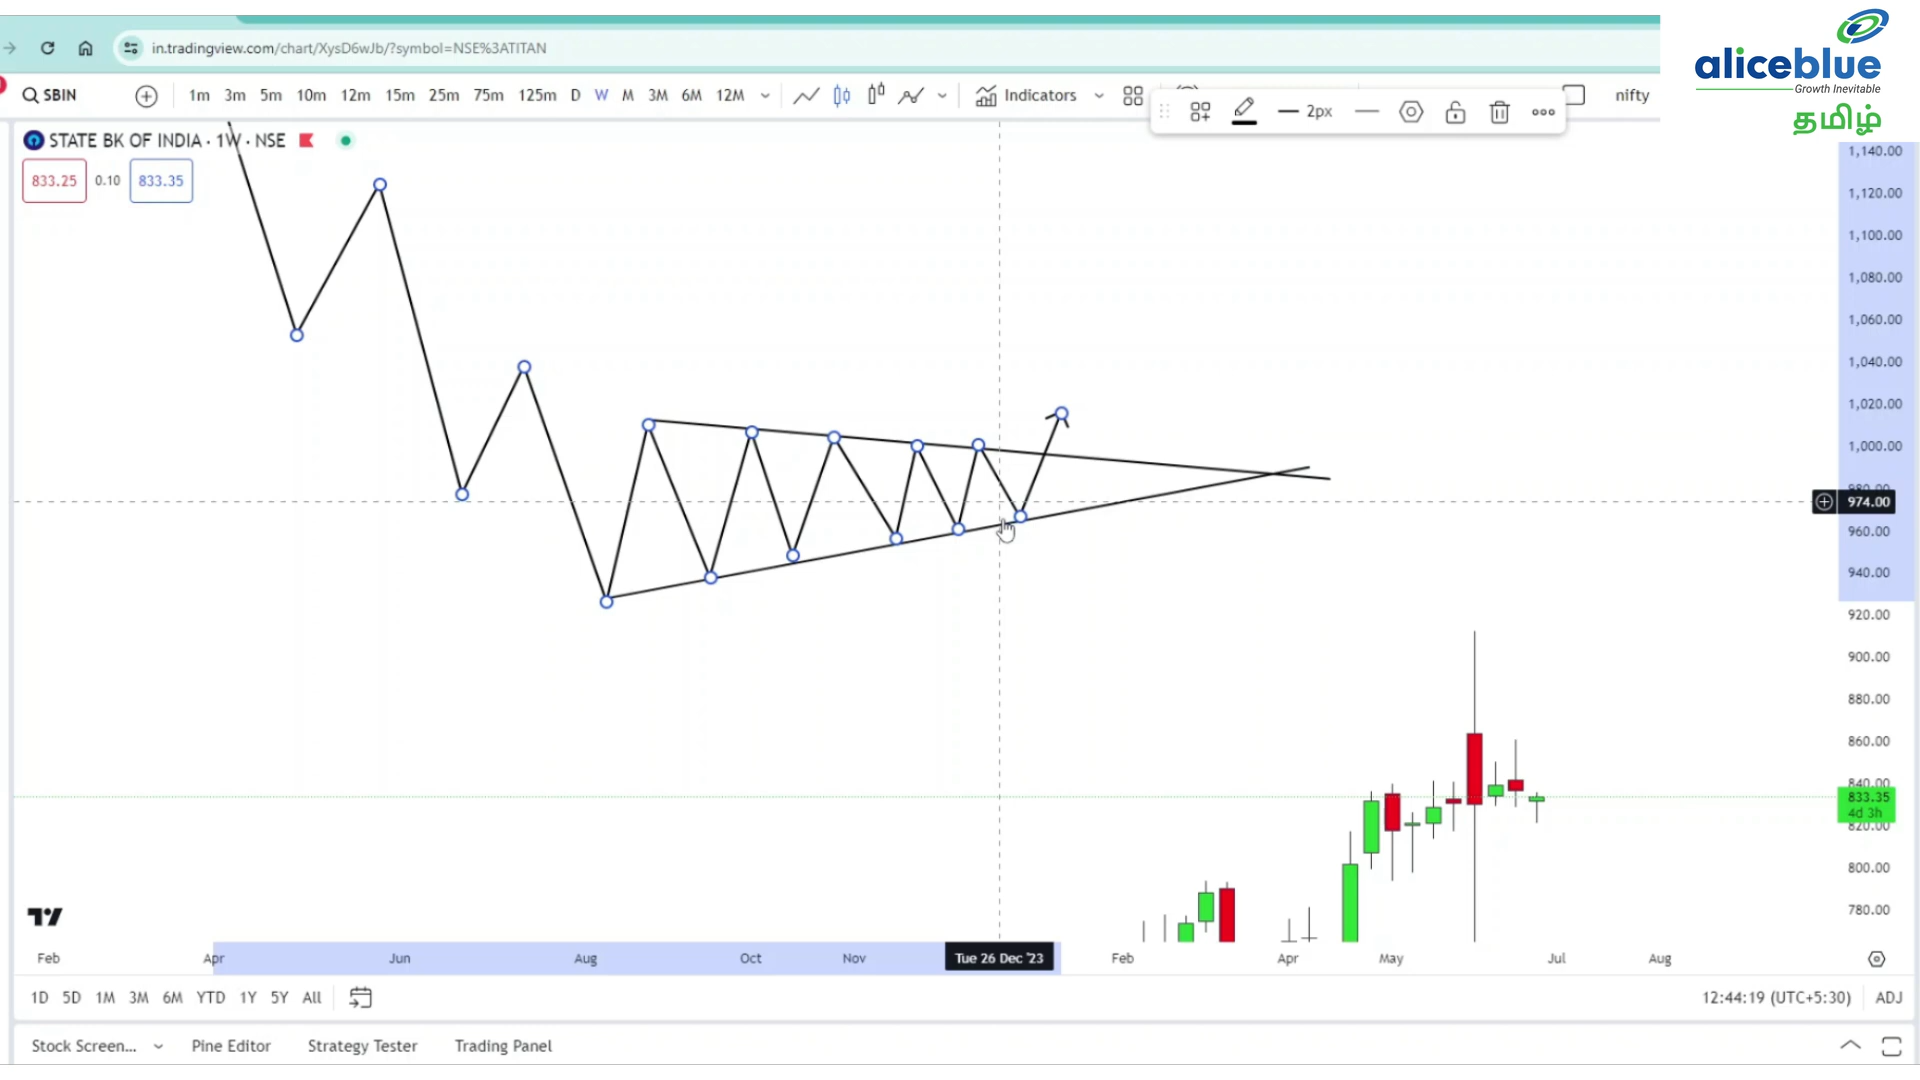 in.tradingview.com/chart/XysD6wJb/?symbol=NSE%3ATITAN
aliceblue
Growth Inevitable
தமிழ்
SBIN
1m 3m 5m 10m 12m 15m 25m 75m 125m D W M 3M 6M 12M
Indicators
2px
nifty
STATE BK OF INDIA · 1W · NSE
833.25 0.10 833.35
1,140.00
1,120.00
1,100.00
1,080.00
1,060.00
1,040.00
1,020.00
1,000.00
980.00
974.00
960.00
940.00
920.00
900.00
880.00
860.00
840.00
833.35
4d 3h
820.00
800.00
780.00
Feb Apr Jun Aug Oct Nov Tue 26 Dec '23 Feb Apr May Jul Aug
1D 5D 1M 3M 6M YTD 1Y 5Y All
12:44:19 (UTC+5:30) ADJ
Stock Screen... Pine Editor Strategy Tester Trading Panel